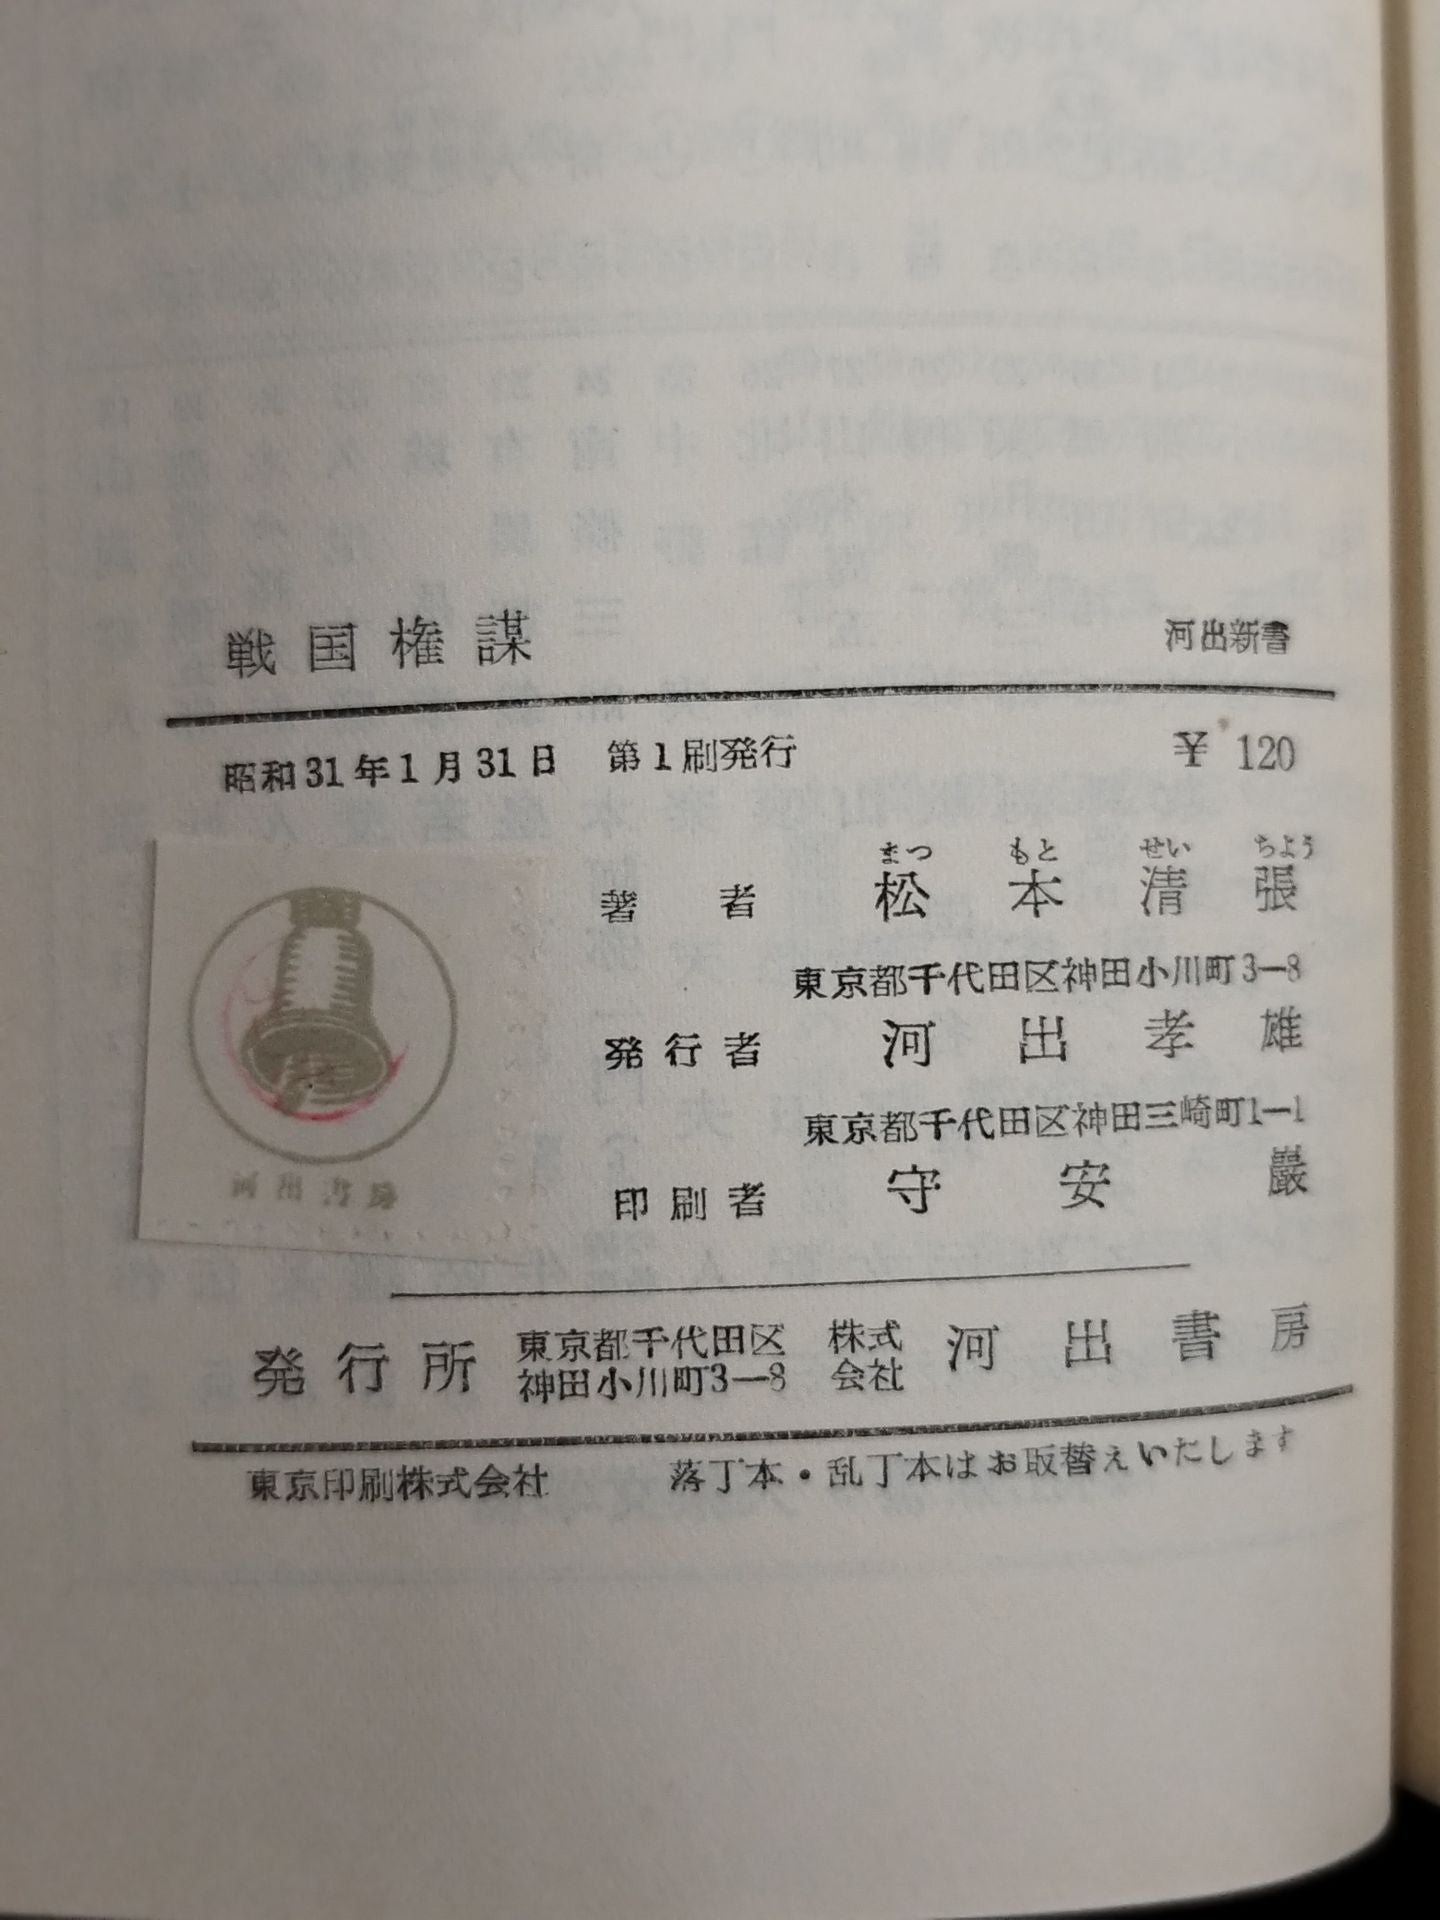 戦国権謀 河出新書
昭和31年1月31日 第1刷発行 ¥120
まつ もと せい ちよう
著者 松本清張
東京都千代田区神田小川町3—8
発行者 河出孝雄
東京都千代田区神田三崎町1—1
印刷者 守安巖
河出書房
発行所 東京都千代田区 株式 河出書房
神田小川町3—8 会社
東京印刷株式会社 落丁本・乱丁本はお取替えいたします